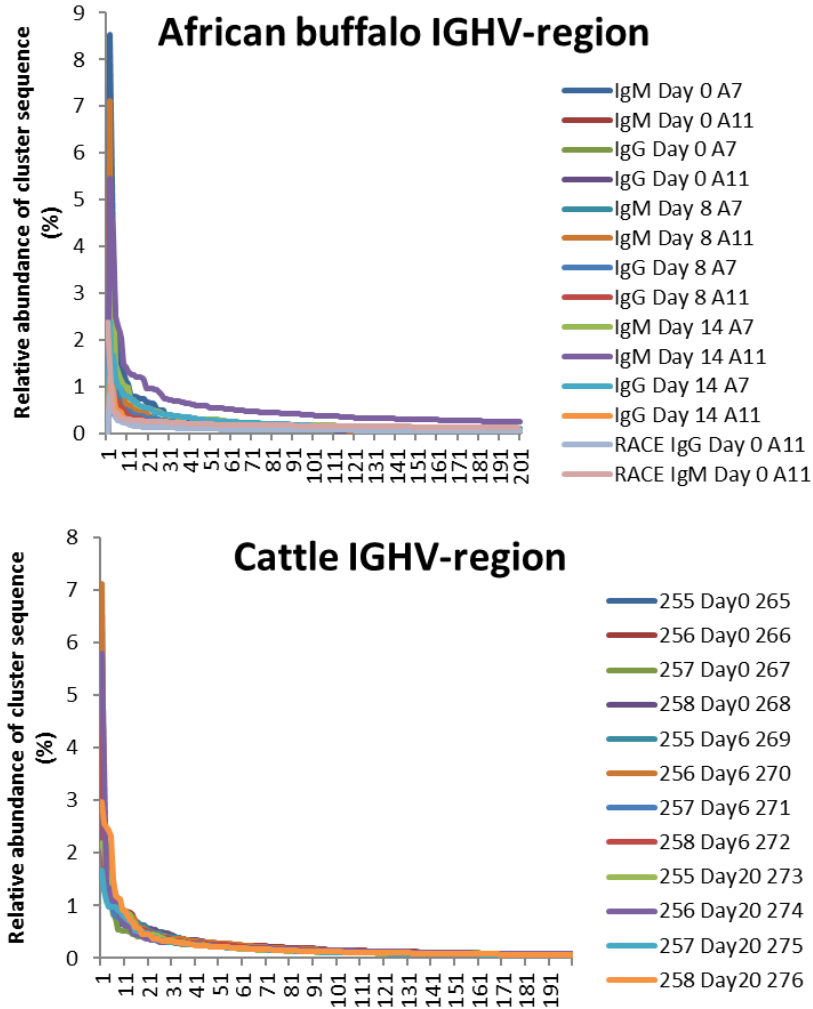 African buffalo IGHV-region
Relative abundance of cluster sequence
(%)
9
8
7
6
5
4
3
2
1
0
1 11 21 31 41 51 61 71 81 91 101 111 121 131 141 151 161 171 181 191 201
IgM Day 0 A7
IgM Day 0 A11
IgG Day 0 A7
IgG Day 0 A11
IgM Day 8 A7
IgM Day 8 A11
IgG Day 8 A7
IgG Day 8 A11
IgM Day 14 A7
IgM Day 14 A11
IgG Day 14 A7
IgG Day 14 A11
RACE IgG Day 0 A11
RACE IgM Day 0 A11
Cattle IGHV-region
Relative abundance of cluster sequence
(%)
8
7
6
5
4
3
2
1
0
1 11 21 31 41 51 61 71 81 91 101 111 121 131 141 151 161 171 181 191
255 Day0 265
256 Day0 266
257 Day0 267
258 Day0 268
255 Day6 269
256 Day6 270
257 Day6 271
258 Day6 272
255 Day20 273
256 Day20 274
257 Day20 275
258 Day20 276